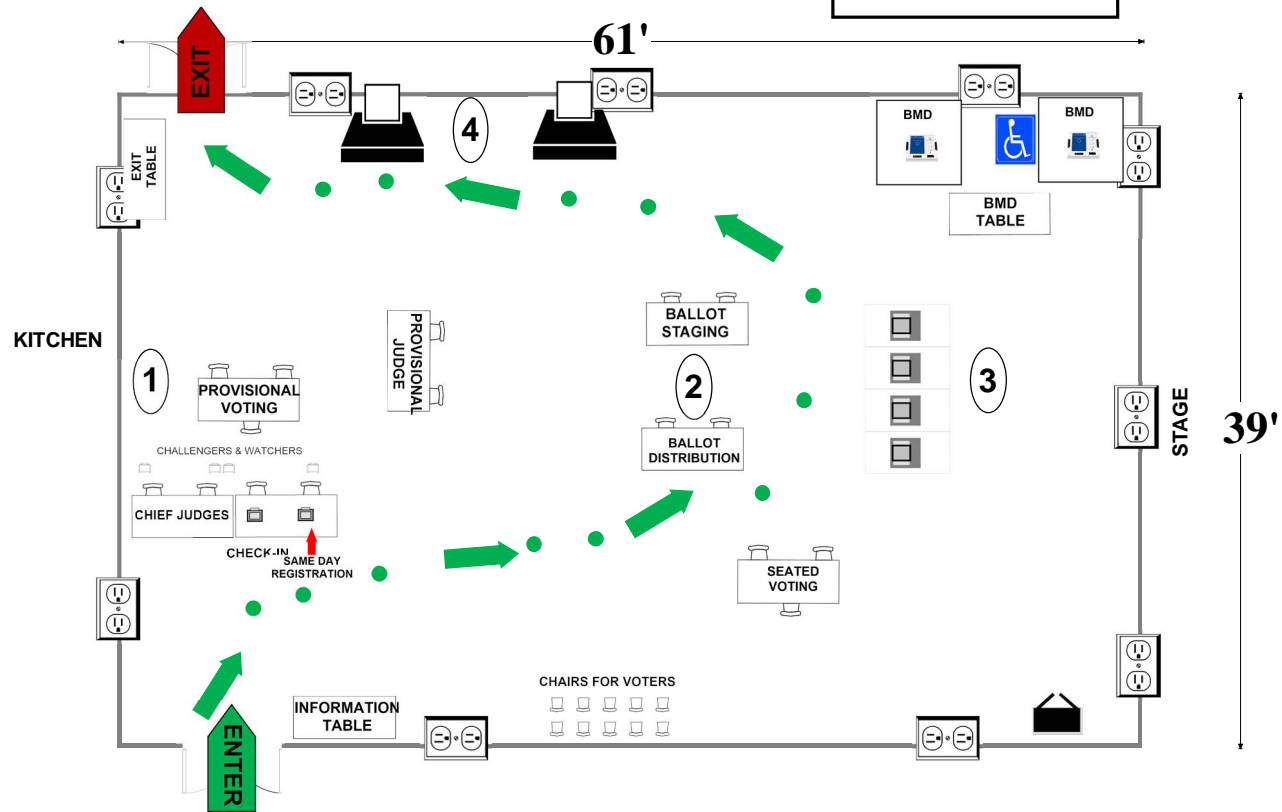 61'
EXIT
4
BMD
BMD
EXIT
TABLE
BMD
TABLE
KITCHEN
1
PROVISIONAL
VOTING
PROVISIONAL
JUDGE
BALLOT
STAGING
2
3
STAGE
39'
CHALLENGERS & WATCHERS
BALLOT
DISTRIBUTION
CHIEF JUDGES
CHECK-IN
SAME DAY
REGISTRATION
SEATED
VOTING
CHAIRS FOR VOTERS
INFORMATION
TABLE
ENTER